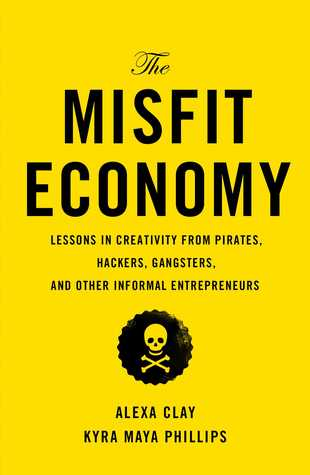 The
MISFIT
ECONOMY
LESSONS IN CREATIVITY FROM PIRATES,
HACKERS, GANGSTERS,
AND OTHER INFORMAL ENTREPRENEURS
ALEXA CLAY
KYRA MAYA PHILLIPS